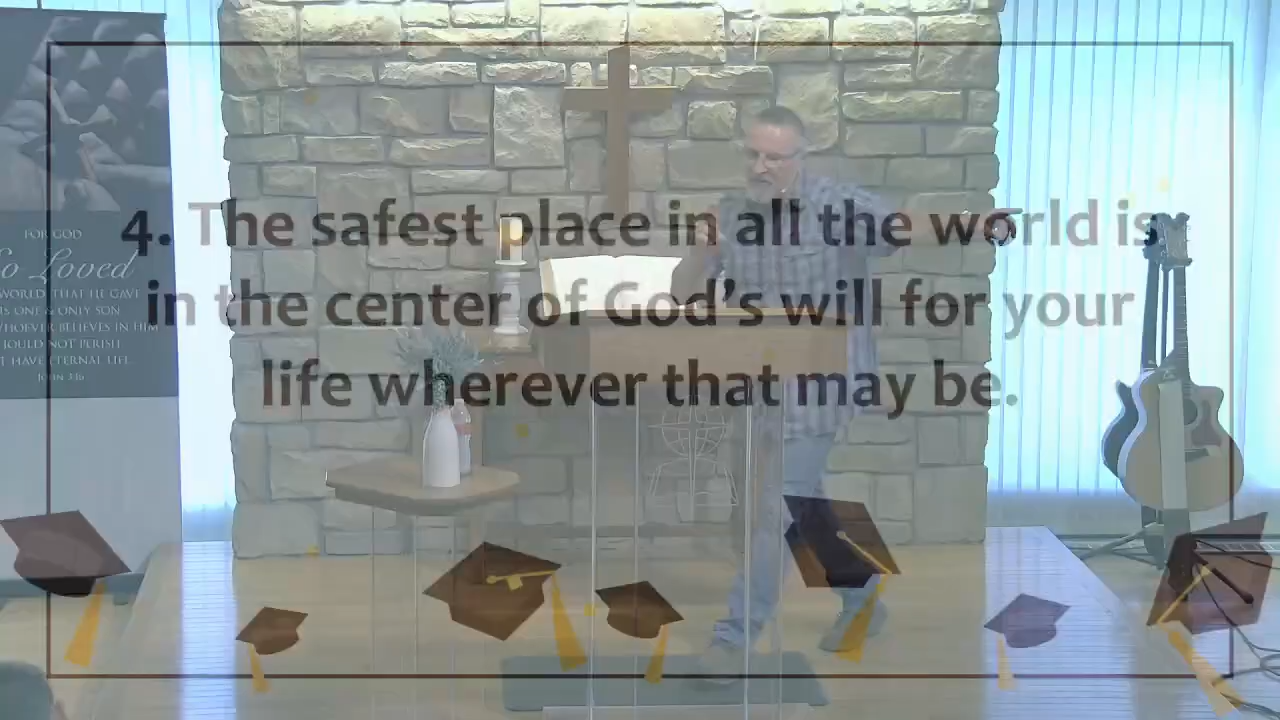 4. The safest place in all the world is
in the center of God's will for your
life wherever that may be.
FOR GOD
So Loved
WORLD THAT HE GAVE
IS ONE & ONLY SON
WHOEVER BELIEVES IN HIM
HOULD NOT PERISH
T HAVE ETERNAL LIFE.
JOHN 3:16